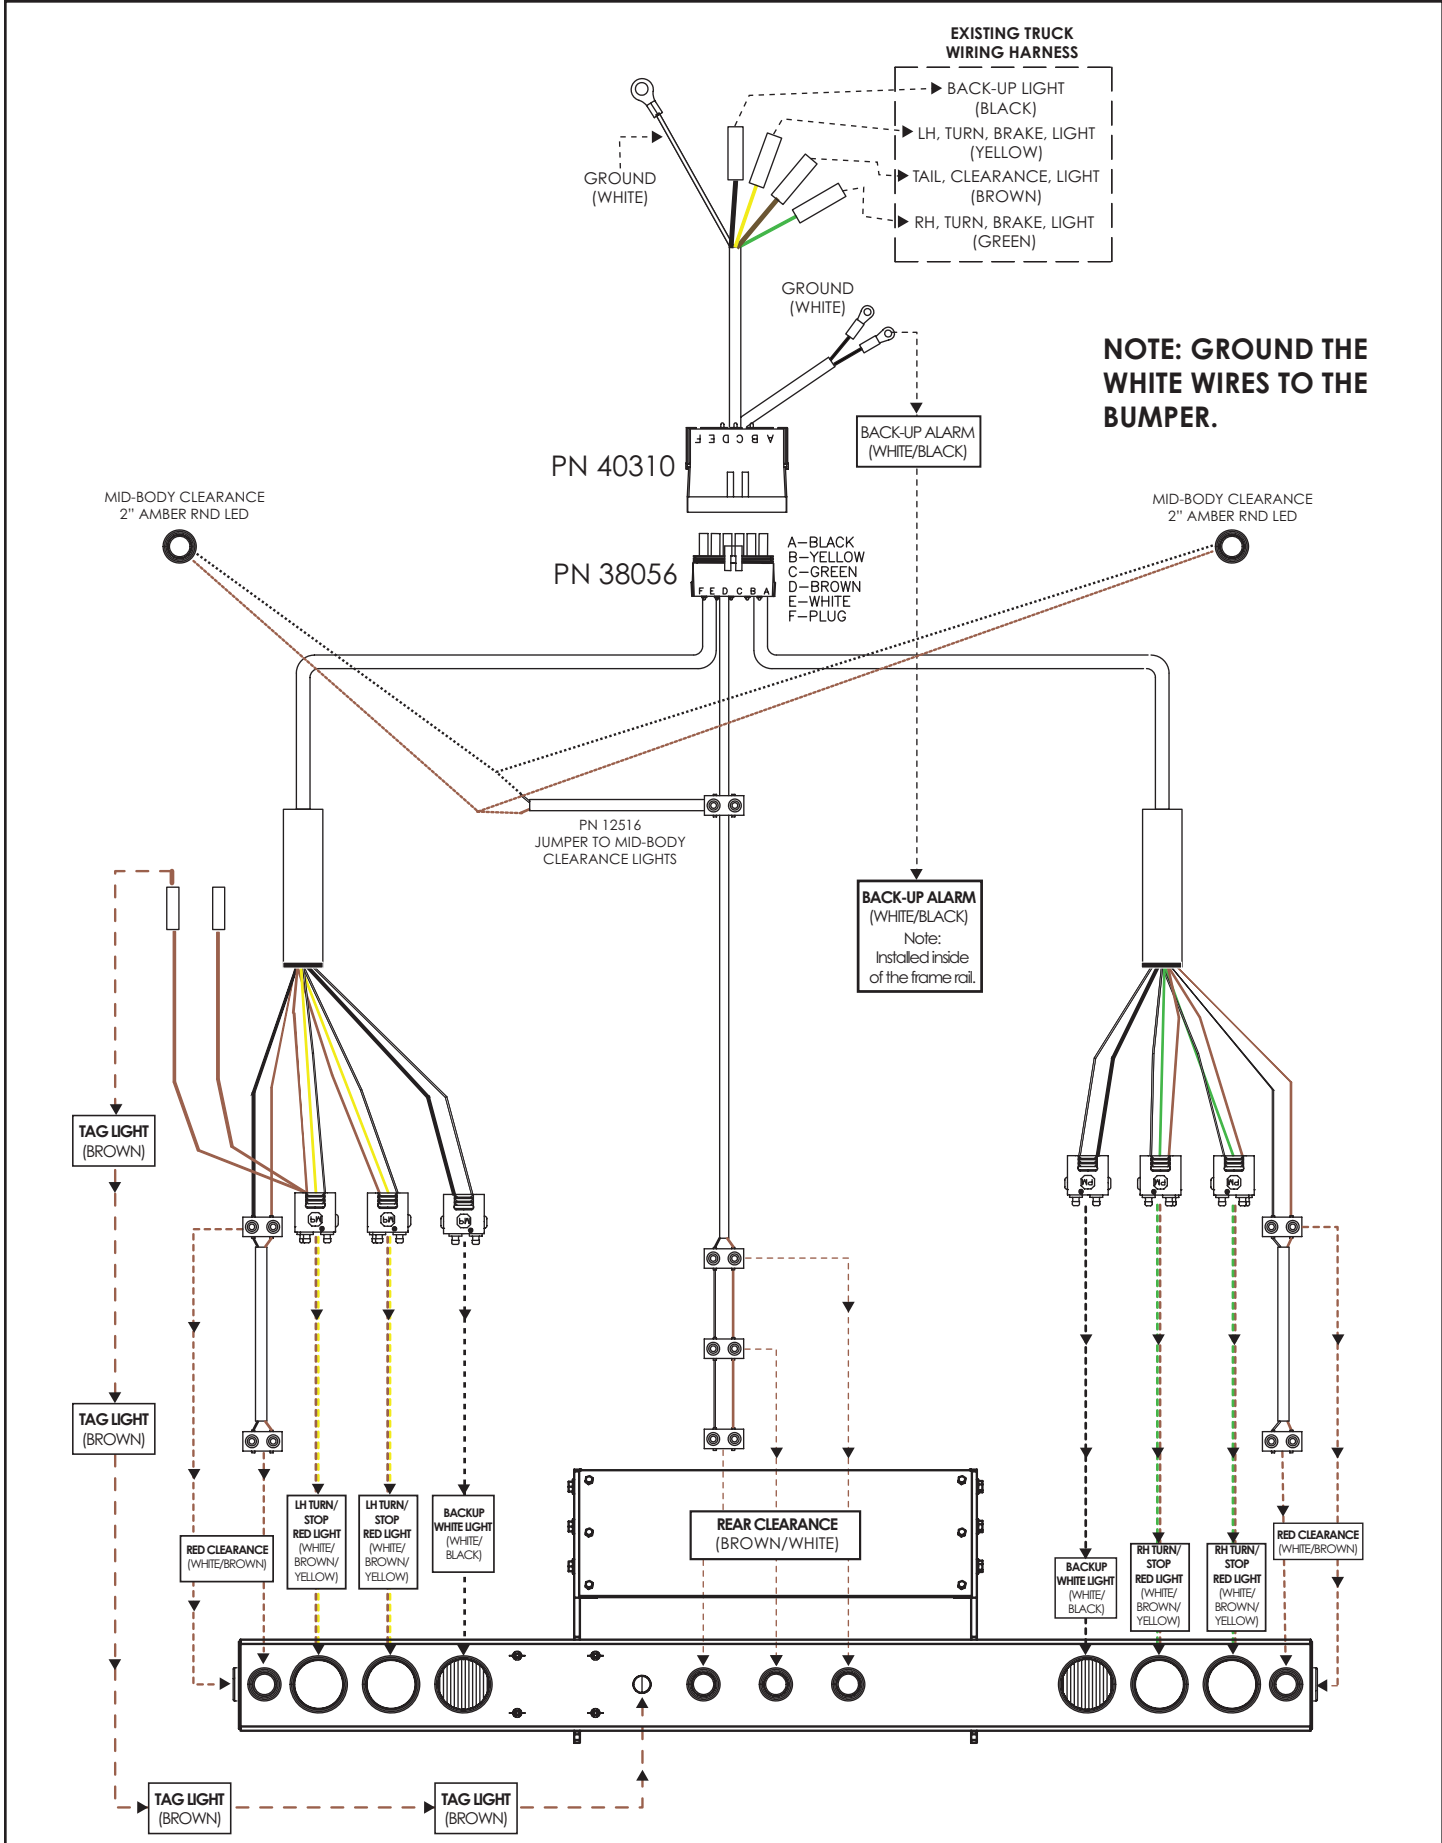 EXISTING TRUCK
WIRING HARNESS
BACK-UP LIGHT
(BLACK)
LH, TURN, BRAKE, LIGHT
(YELLOW)
TAIL, CLEARANCE, LIGHT
(BROWN)
RH, TURN, BRAKE, LIGHT
(GREEN)
GROUND
(WHITE)
GROUND
(WHITE)
NOTE: GROUND THE
WHITE WIRES TO THE
BUMPER.
BACK-UP ALARM
(WHITE/BLACK)
F E D C B A
PN 40310
MID-BODY CLEARANCE
2” AMBER RND LED
MID-BODY CLEARANCE
2” AMBER RND LED
PN 38056
F E D C B A
A–BLACK
B–YELLOW
C–GREEN
D–BROWN
E–WHITE
F–PLUG
PN 12516
JUMPER TO MID-BODY
CLEARANCE LIGHTS
BACK-UP ALARM
(WHITE/BLACK)
Note:
Installed inside
of the frame rail.
TAG LIGHT
(BROWN)
PM
PM
PM
PM
PM
PM
TAG LIGHT
(BROWN)
RED CLEARANCE
(WHITE/BROWN)
LH TURN/
STOP
RED LIGHT
(WHITE/
BROWN/
YELLOW)
LH TURN/
STOP
RED LIGHT
(WHITE/
BROWN/
YELLOW)
BACKUP
WHITE LIGHT
(WHITE/
BLACK)
REAR CLEARANCE
(BROWN/WHITE)
BACKUP
WHITE LIGHT
(WHITE/
BLACK)
RH TURN/
STOP
RED LIGHT
(WHITE/
BROWN/
YELLOW)
RH TURN/
STOP
RED LIGHT
(WHITE/
BROWN/
YELLOW)
RED CLEARANCE
(WHITE/BROWN)
TAG LIGHT
(BROWN)
TAG LIGHT
(BROWN)